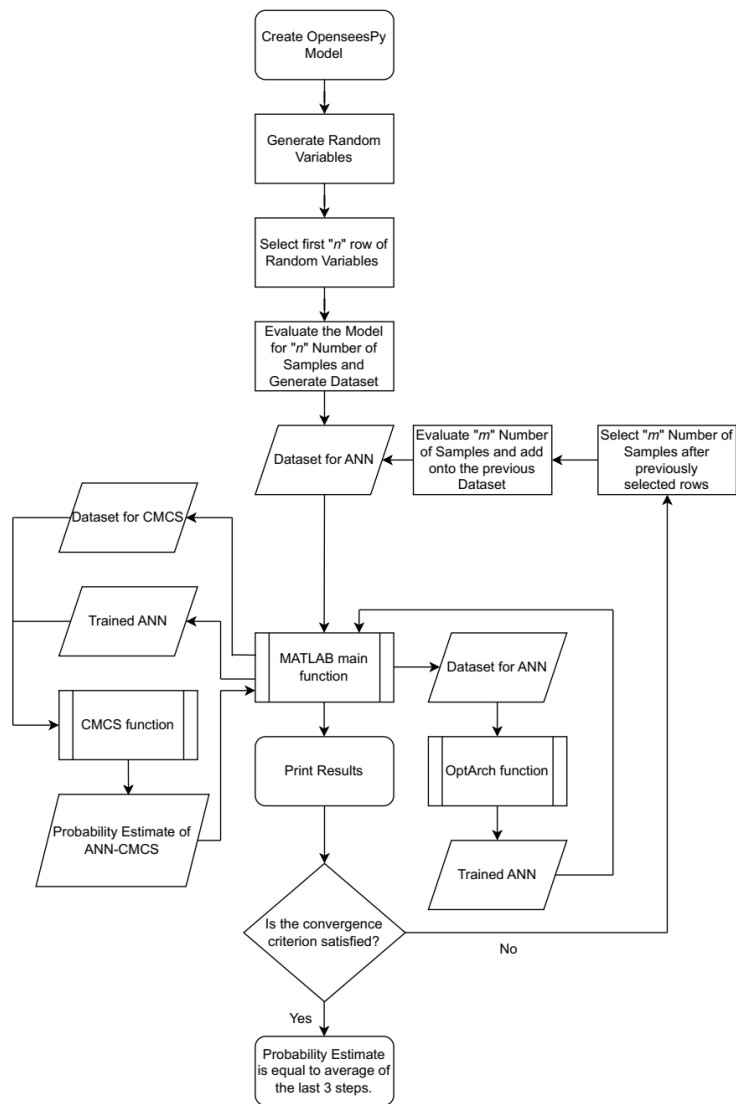 Create OpenseesPy
Model
Generate Random
Variables
Select first "n" row of
Random Variables
Evaluate the Model
for "n" Number of
Samples and
Generate Dataset
Dataset for ANN
Evaluate "m" Number
of Samples and add
onto the previous
Dataset
Select "m" Number of
Samples after
previously
selected rows
Dataset for CMCS
Trained ANN
MATLAB main
function
Dataset for ANN
CMCS function
Print Results
OptArch function
Probability Estimate of
ANN-CMCS
Trained ANN
Is the convergence
criterion satisfied?
No
Yes
Probability Estimate
is equal to average of
the last 3 steps.